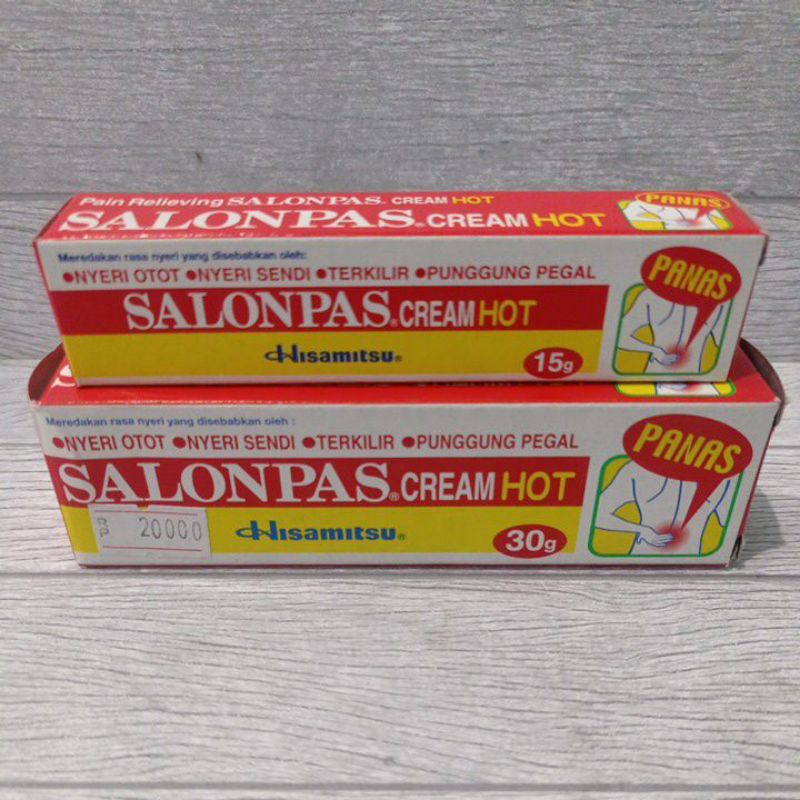 Pain Relieving SALONPAS® CREAM HOT
SALONPAS® CREAM HOT
PANAS
Meredakan rasa nyeri yang disebabkan oleh:
•NYERI OTOT •NYERI SENDI •TERKILIR •PUNGGUNG PEGAL
PANAS
SALONPAS® CREAM HOT
Hisamitsu®
15g
Meredakan rasa nyeri yang disebabkan oleh :
•NYERI OTOT •NYERI SENDI •TERKILIR •PUNGGUNG PEGAL
PANAS
SALONPAS® CREAM HOT
RP 20000
Hisamitsu®
30g